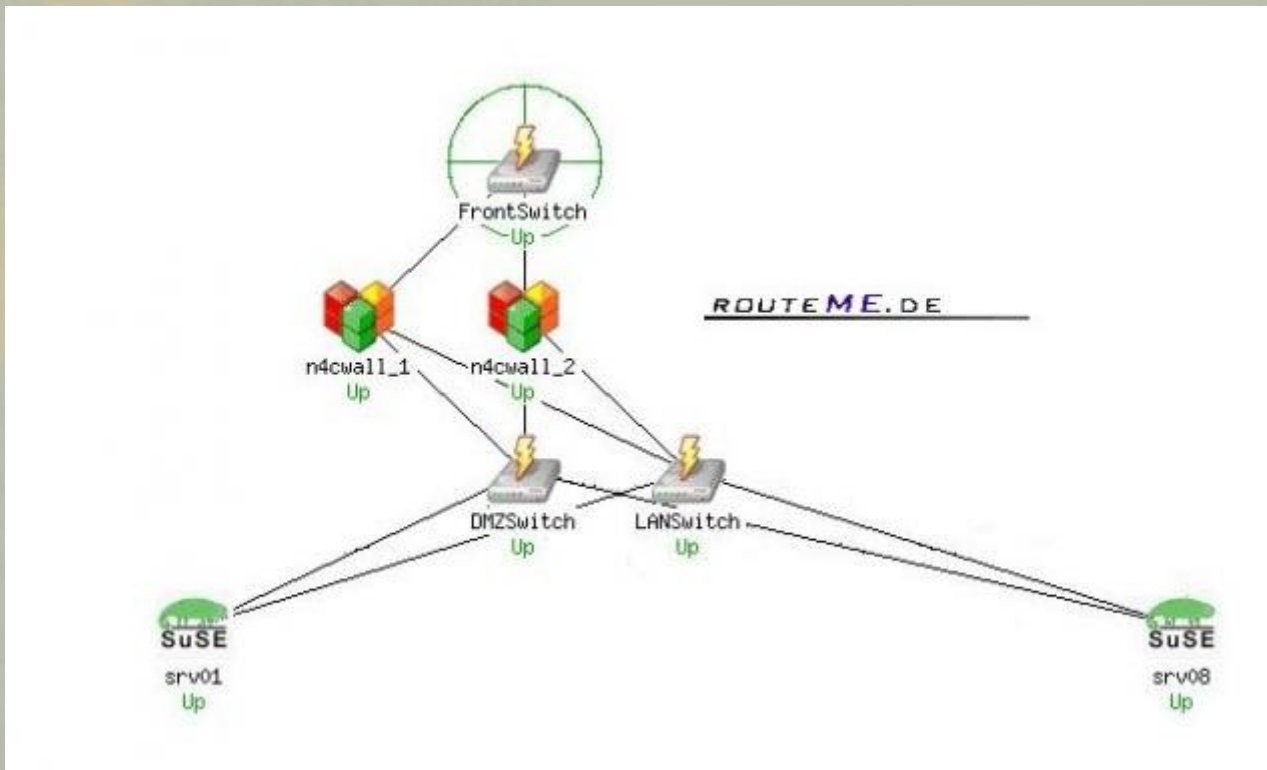 FrontSwitch
Up
ROUTEME.DE
n4cwall_1
Up
n4cwall_2
Up
DMZSwitch
Up
LANSwitch
Up
SuSE
srv01
Up
SuSE
srv08
Up